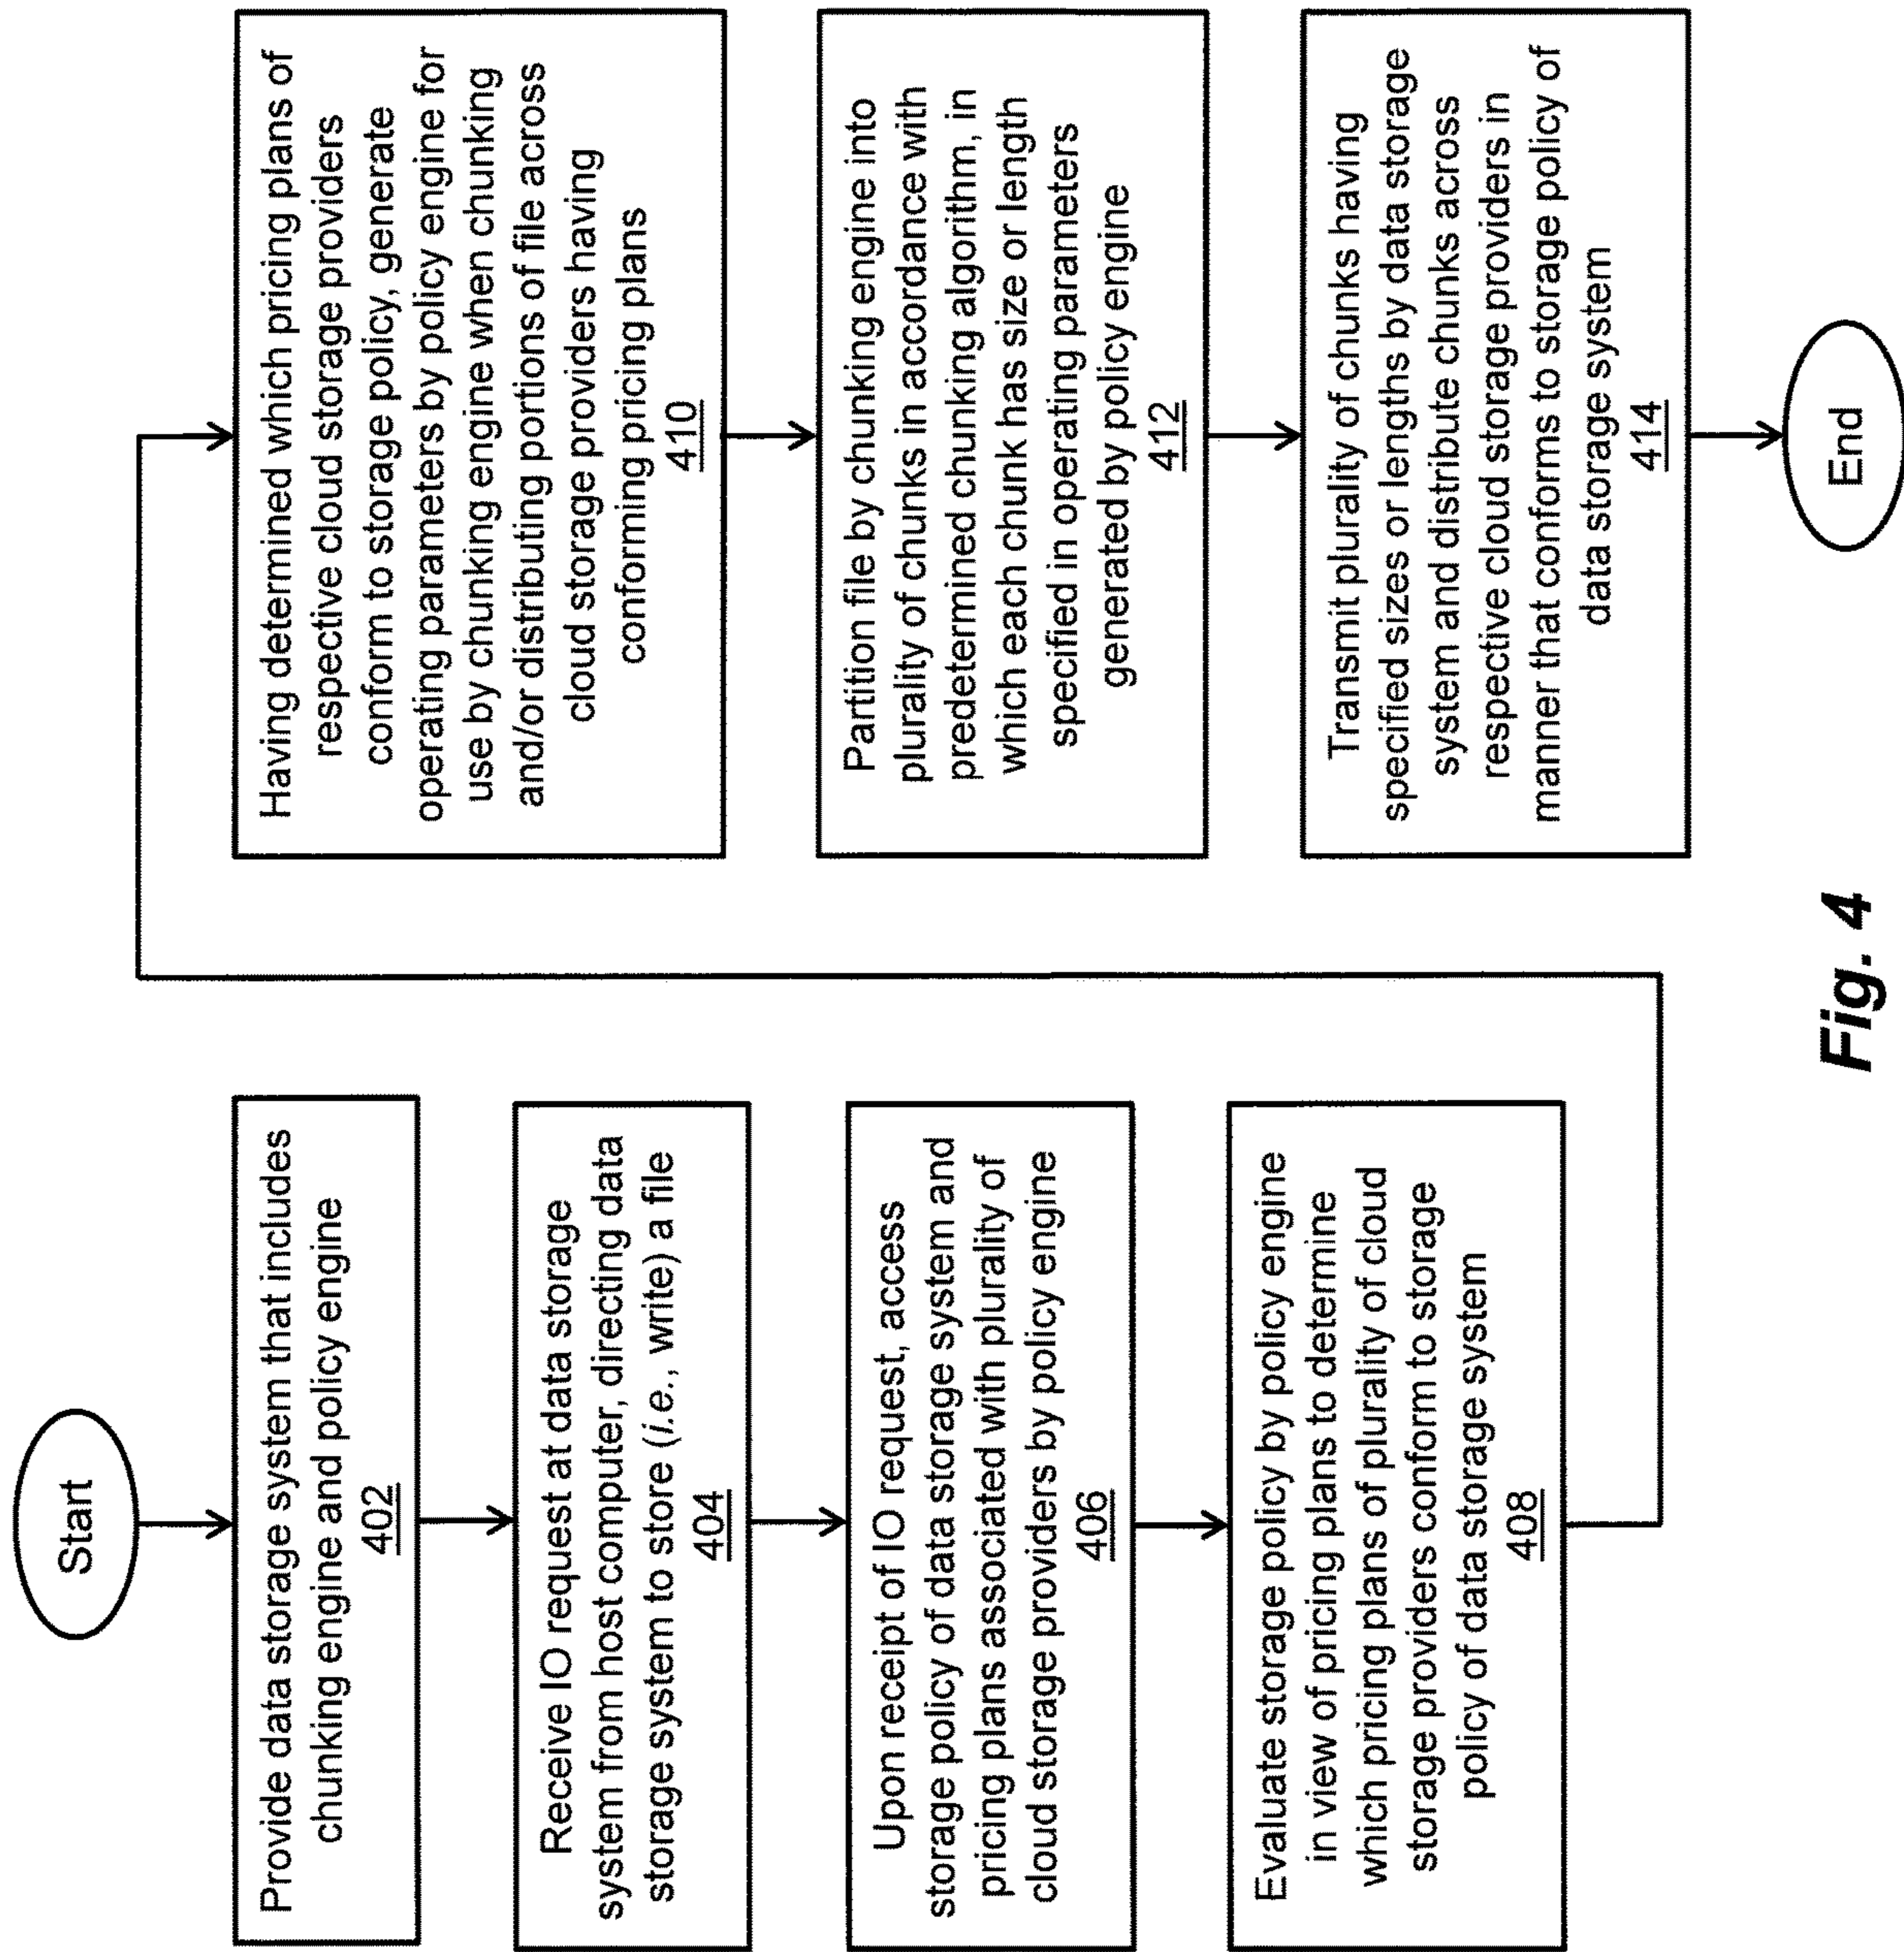 Start
Provide data storage system that includes
chunking engine and policy engine
402
Receive IO request at data storage
system from host computer, directing data
storage system to store (i.e., write) a file
404
Upon receipt of IO request, access
storage policy of data storage system and
pricing plans associated with plurality of
cloud storage providers by policy engine
406
Evaluate storage policy by policy engine
in view of pricing plans to determine
which pricing plans of plurality of cloud
storage providers conform to storage
policy of data storage system
408
Having determined which pricing plans of
respective cloud storage providers
conform to storage policy, generate
operating parameters by policy engine for
use by chunking engine when chunking
and/or distributing portions of file across
cloud storage providers having
conforming pricing plans
410
Partition file by chunking engine into
plurality of chunks in accordance with
predetermined chunking algorithm, in
which each chunk has size or length
specified in operating parameters
generated by policy engine
412
Transmit plurality of chunks having
specified sizes or lengths by data storage
system and distribute chunks across
respective cloud storage providers in
manner that conforms to storage policy of
data storage system
414
End
Fig. 4